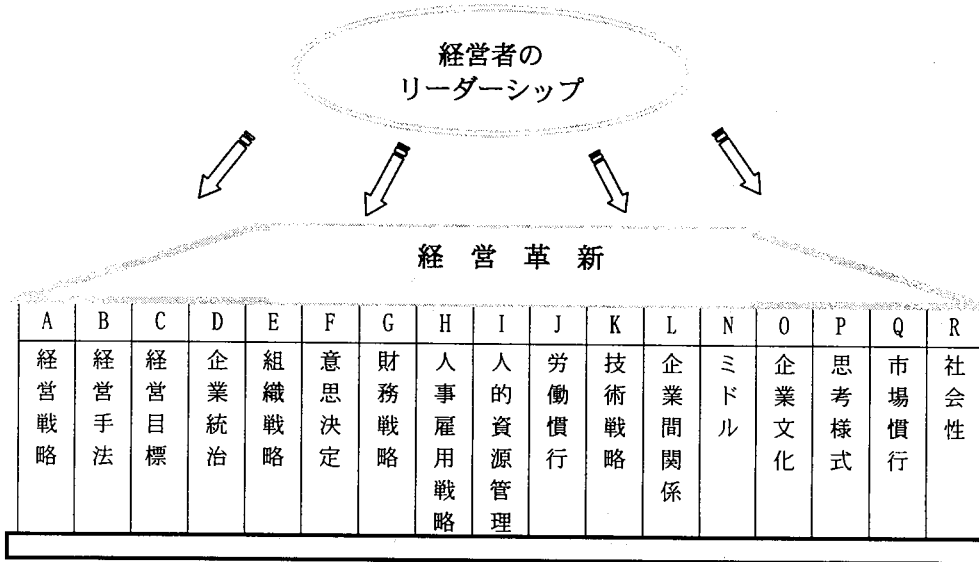 経営者の
リーダーシップ
経営革新
A B C D E F G H I J K L N O P Q R
経営戦略
経営手法
経営目標
企業統治
組織戦略
意思決定
財務戦略
人事雇用戦略
人的資源管理
労働慣行
技術戦略
企業間関係
ミドル
企業文化
思考様式
市場慣行
社会性